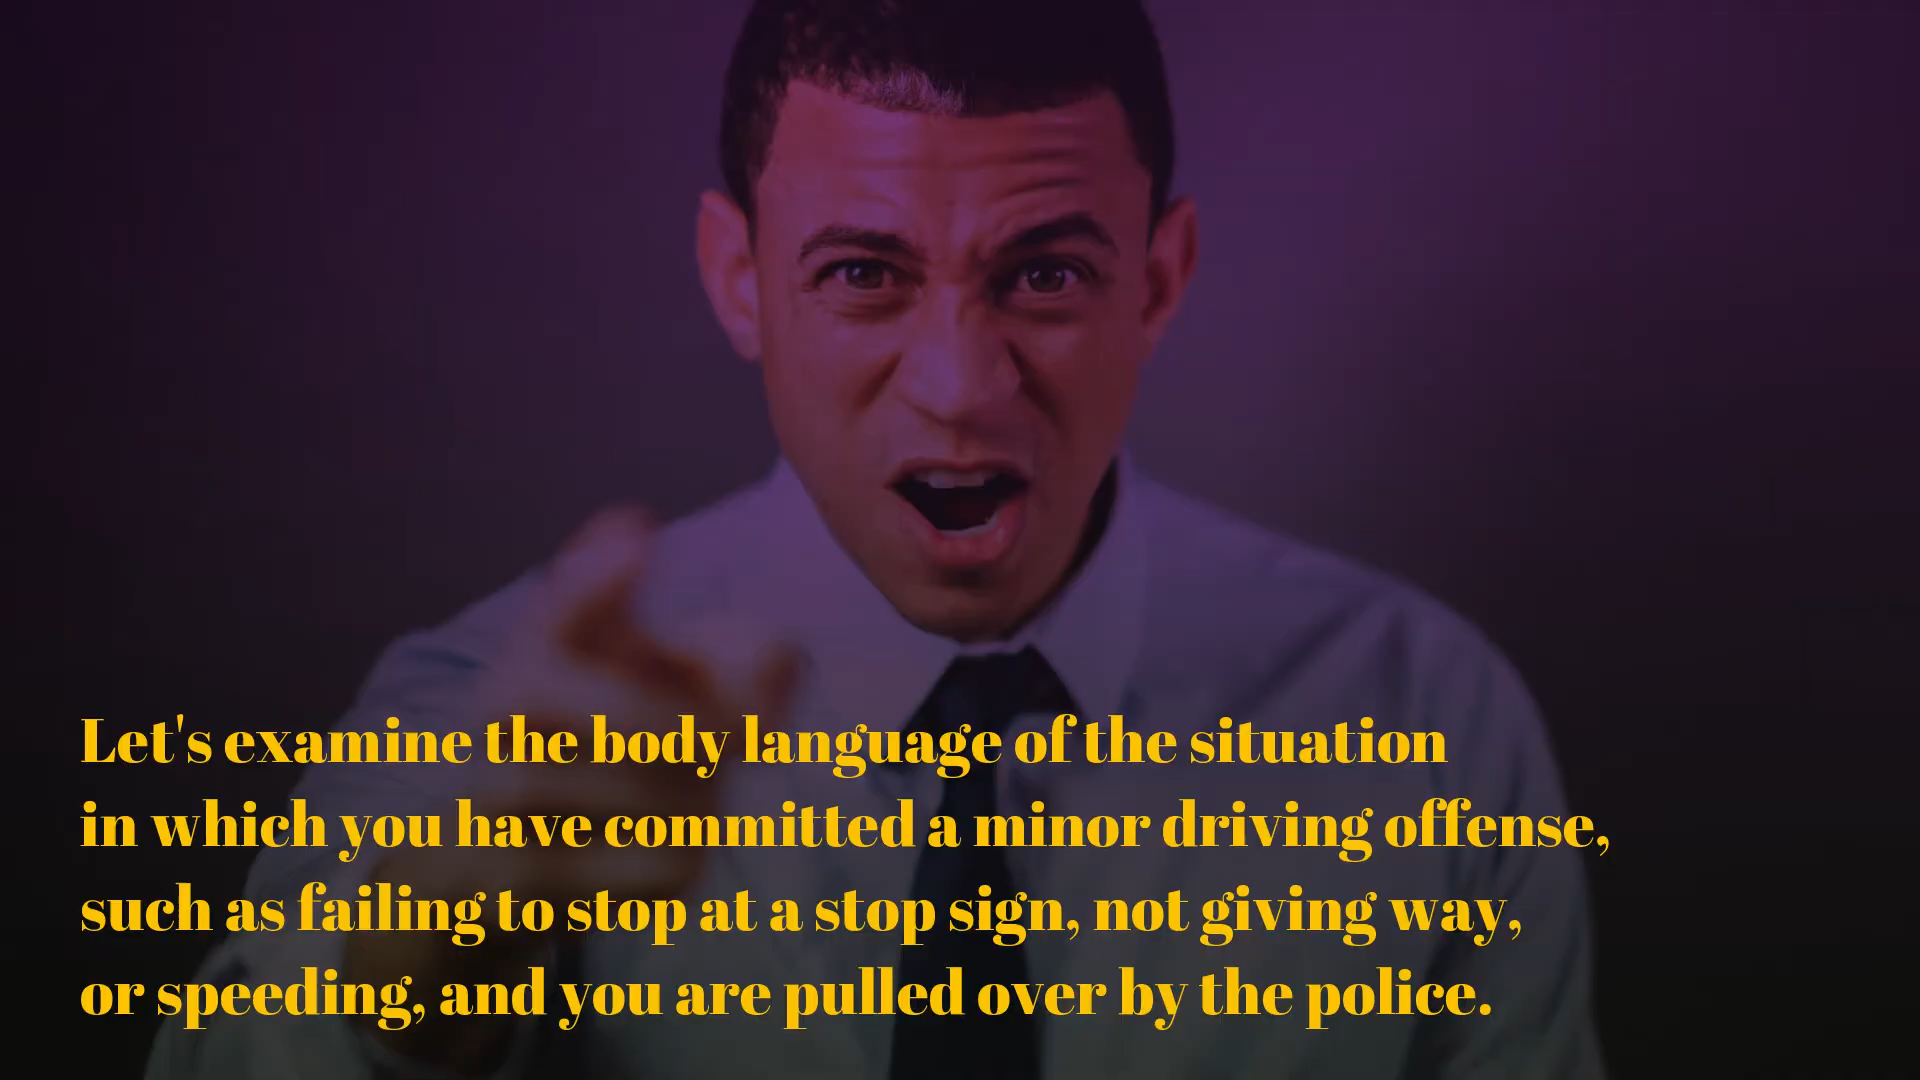 Let's examine the body language of the situation
in which you have committed a minor driving offense,
such as failing to stop at a stop sign, not giving way,
or speeding, and you are pulled over by the police.